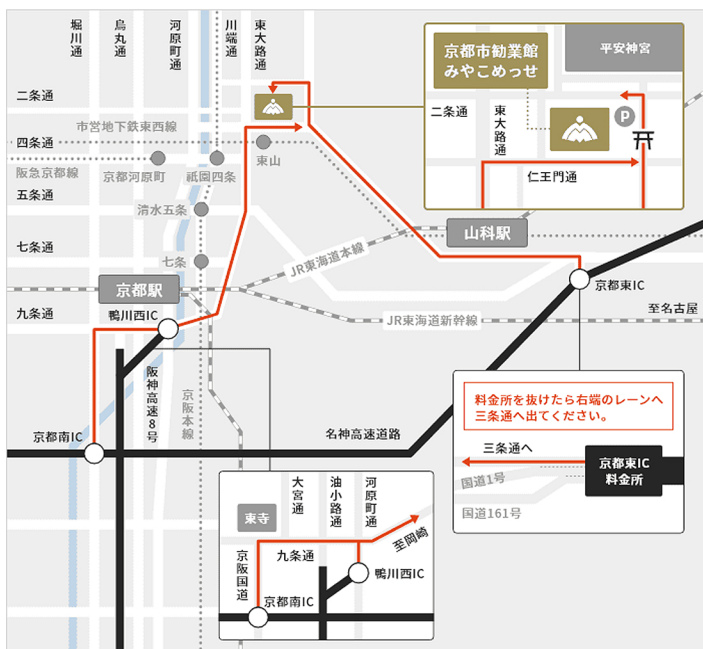 堀川通
烏丸通
河原町通
川端通
東大路通
二条通
市営地下鉄東西線
四条通
東山
阪急京都線
京都河原町
祇園四条
五条通
清水五条
七条通
七条
JR東海道本線
山科駅
京都駅
京都東IC
至名古屋
九条通
鴨川西IC
JR東海道新幹線
阪神高速8号
京阪本線
京都南IC
名神高速道路
京都市勧業館
みやこめっせ
平安神宮
二条通
東大路通
P
仁王門通
料金所を抜けたら右端のレーンへ
三条通へ出てください。
三条通へ
京都東IC
料金所
国道1号
国道161号
大宮通
油小路通
河原町通
東寺
至岡崎
九条通
京阪国道
鴨川西IC
京都南IC